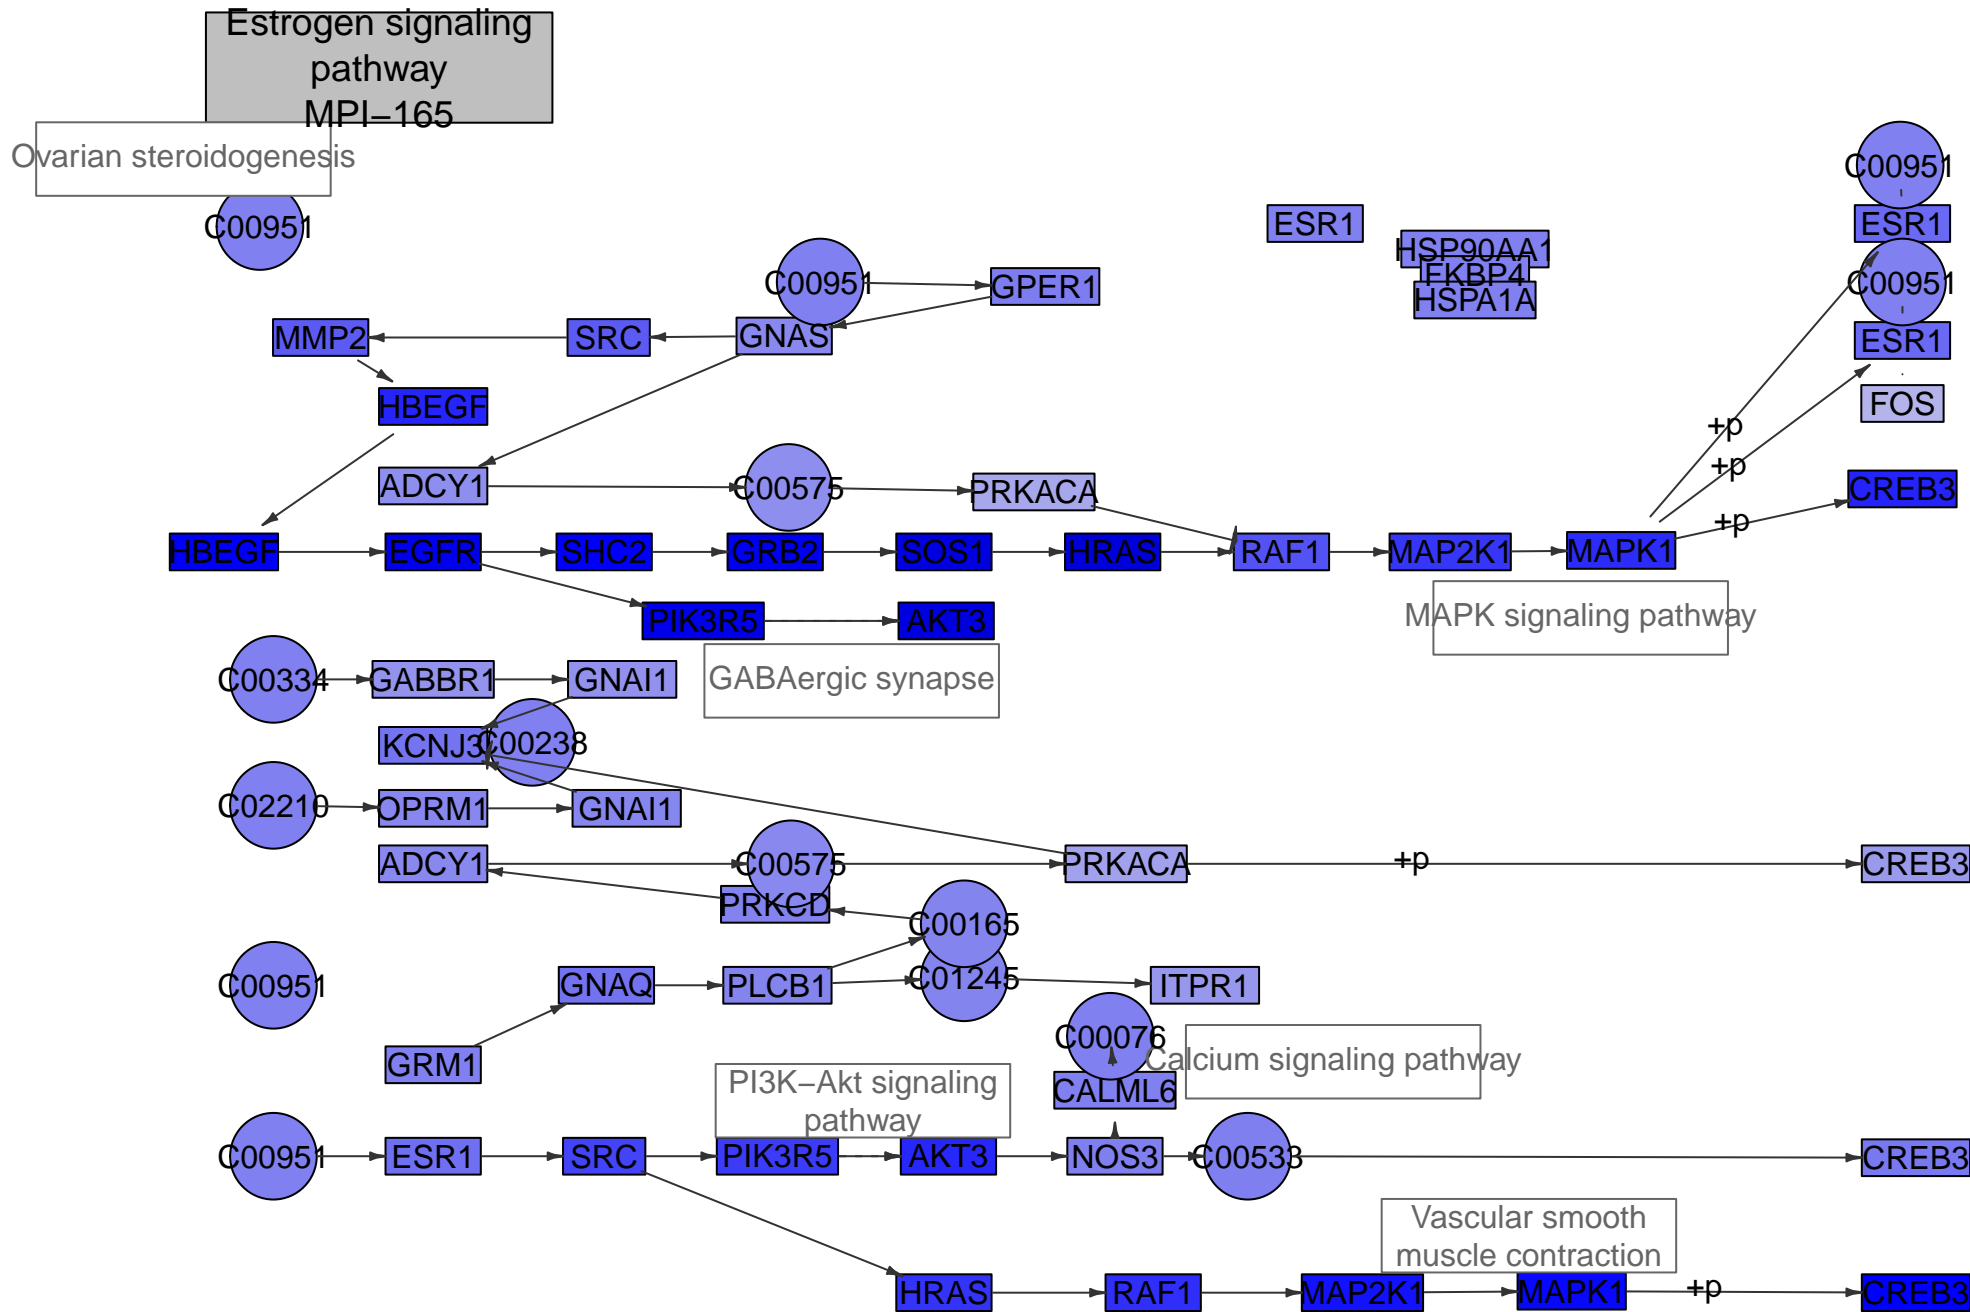 Estrogen signaling
pathway
MPI−165
Ovarian steroidogenesis
C00951
C00951
ESR1
C00951
ESR1
HSP90AA1
FKBP4
HSPA1A
C00951
GPER1
C00951
ESR1
MMP2
SRC
GNAS
HBEGF
FOS
+p
+p
ADCY1
C00575
PRKACA
CREB3
+p
HBEGF
EGFR
SHC2
GRB2
SOS1
HRAS
RAF1
MAP2K1
MAPK1
PIK3R5
AKT3
MAPK signaling pathway
C00334
GABBR1
GNAI1
GABAergic synapse
KCNJ3
C00238
C02210
OPRM1
GNAI1
ADCY1
C00575
PRKACA
+p
CREB3
PRKCD
C00165
C00951
GNAQ
PLCB1
C01245
ITPR1
C00076
Calcium signaling pathway
GRM1
CALML6
PI3K−Akt signaling
pathway
C00951
ESR1
SRC
PIK3R5
AKT3
NOS3
C00533
CREB3
Vascular smooth
muscle contraction
HRAS
RAF1
MAP2K1
MAPK1
+p
CREB3